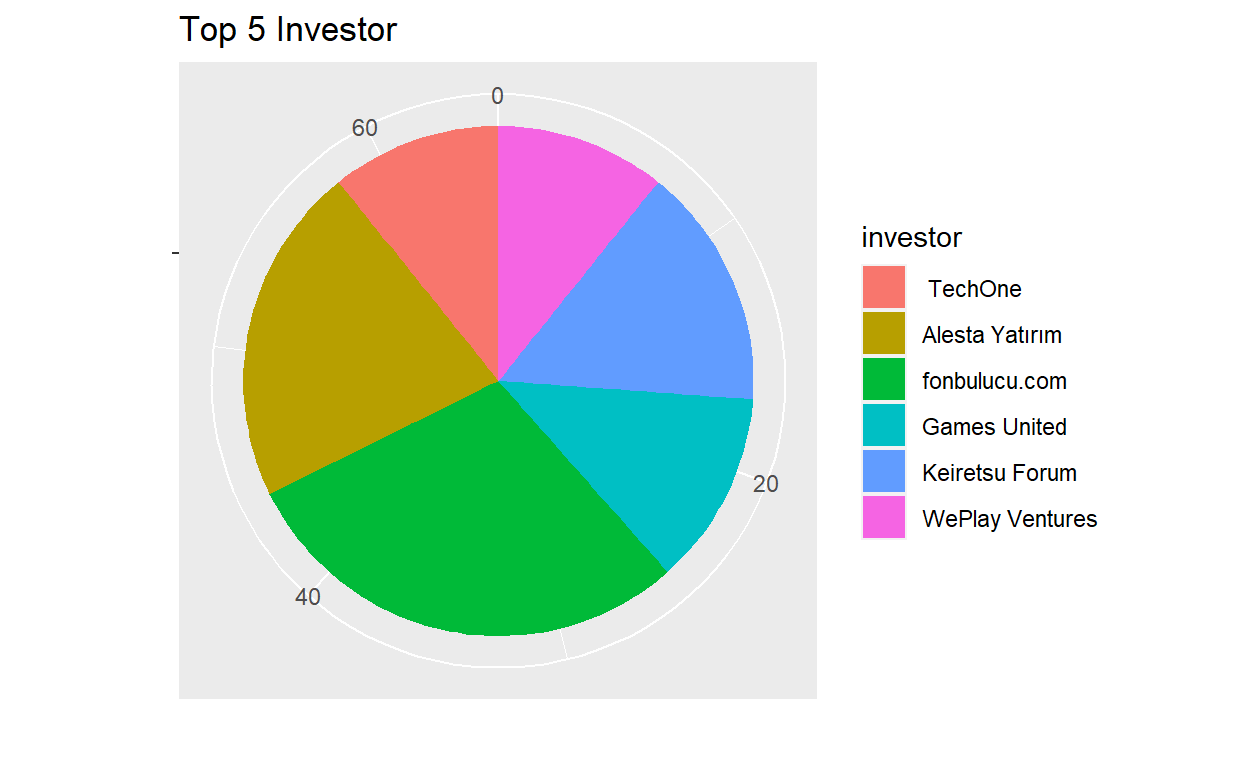 Top 5 Investor
0
60
20
40
investor
TechOne
Alesta Yatırım
fonbulucu.com
Games United
Keiretsu Forum
WePlay Ventures